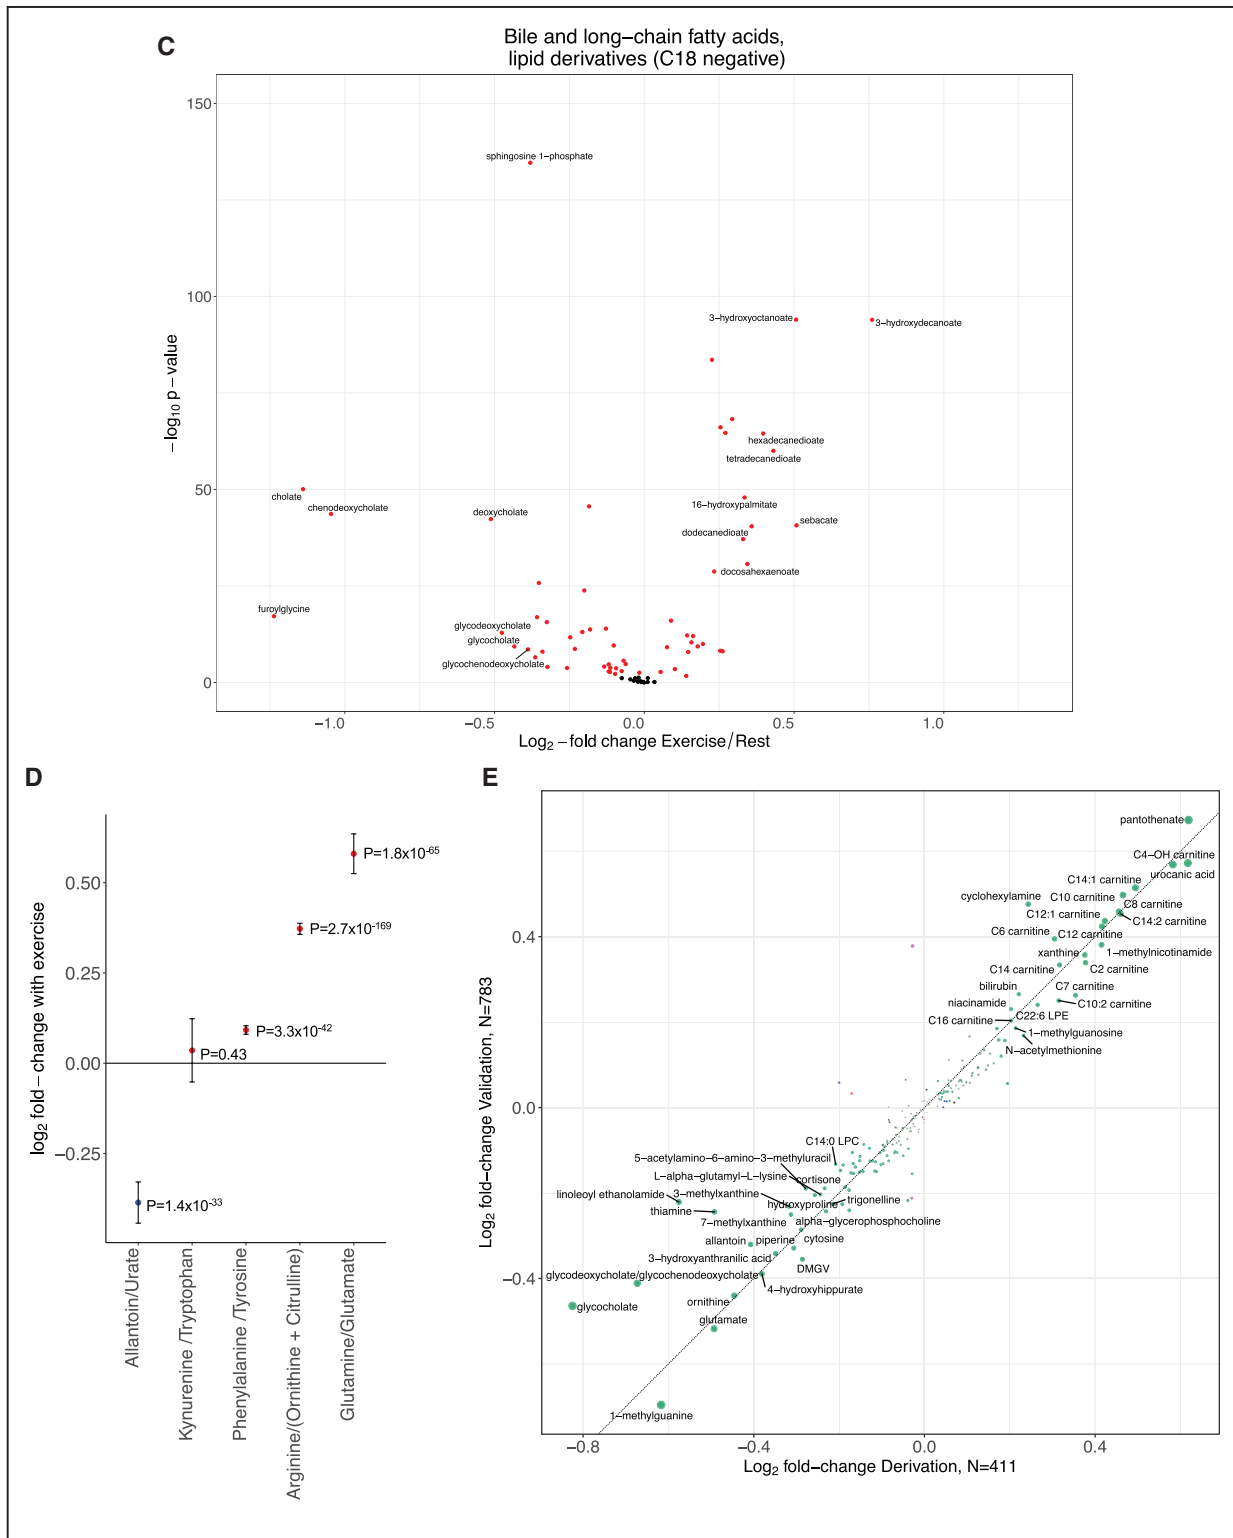 C
Bile and long−chain fatty acids,
lipid derivatives (C18 negative)
150
100
50
0
−log10 p−value
sphingosine 1−phosphate
3−hydroxyoctanoate
3−hydroxydecanoate
hexadecanedioate
tetradecanedioate
cholate
chenodeoxycholate
deoxycholate
16−hydroxypalmitate
sebacate
dodecanedioate
docosahexaenoate
furoylglycine
glycodeoxycholate
glycocholate
glycochenodeoxycholate
−1.0
−0.5
0.0
0.5
1.0
Log2−fold change Exercise/Rest
D
log2 fold−change with exercise
0.50
0.25
0.00
−0.25
P=1.8x10-65
P=2.7x10-169
P=3.3x10-42
P=0.43
P=1.4x10-33
Allantoin/Urate
Kynurenine /Tryptophan
Phenylalanine /Tyrosine
Arginine/(Ornithine + Citrulline)
Glutamine/Glutamate
E
Log2 fold−change Validation, N=783
0.4
0.0
−0.4
pantothenate
C4−OH carnitine
urocanic acid
C14:1 carnitine
C10 carnitine
cyclohexylamine
C8 carnitine
C12:1 carnitine
C14:2 carnitine
C6 carnitine
C12 carnitine
1−methylnicotinamide
xanthine
C2 carnitine
C14 carnitine
bilirubin
C7 carnitine
niacinamide
C10:2 carnitine
C16 carnitine
C22:6 LPE
1−methylguanosine
N−acetylmethionine
C14:0 LPC
5−acetylamino−6−amino−3−methyluracil
L−alpha−glutamyl−L−lysine
cortisone
linoleoyl ethanolamide
3−methylxanthine
hydroxyproline
trigonelline
thiamine
7−methylxanthine
alpha−glycerophosphocholine
allantoin
piperine
cytosine
3−hydroxyanthranilic acid
DMGV
glycodeoxycholate/glycochenodeoxycholate
4−hydroxyhippurate
glycocholate
ornithine
glutamate
1−methylguanine
−0.8
−0.4
0.0
0.4
Log2 fold−change Derivation, N=411